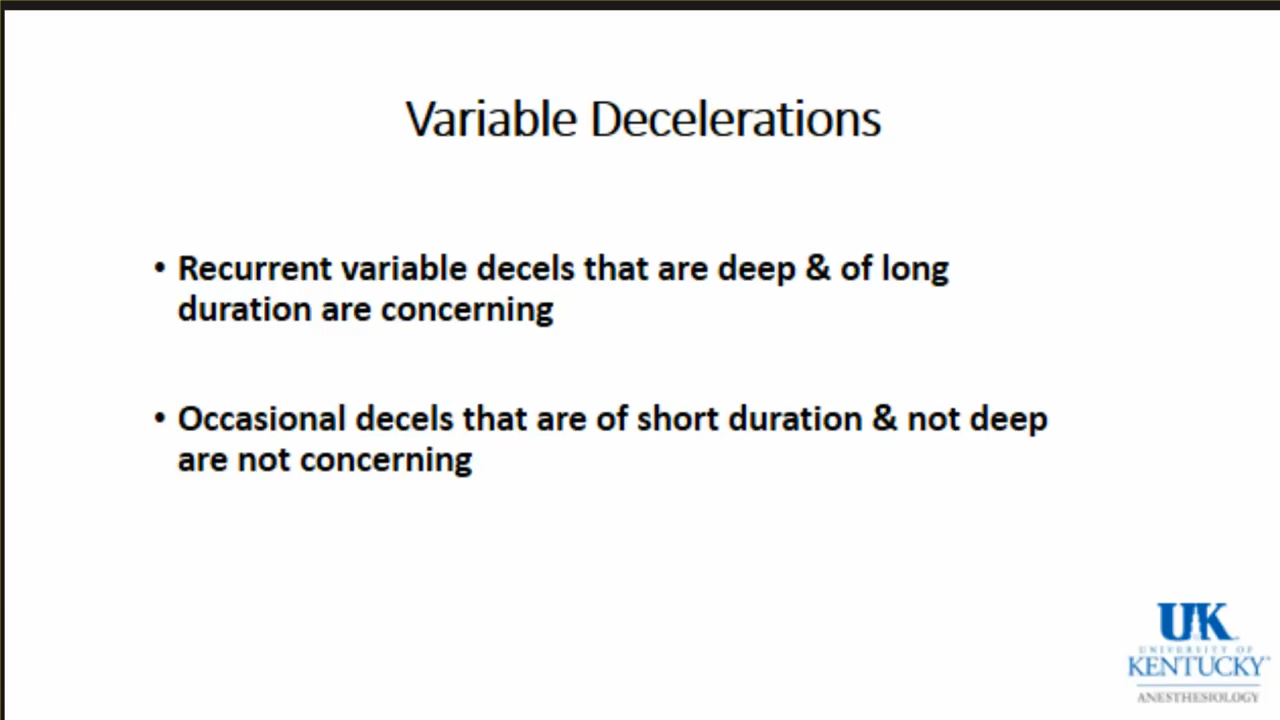 Variable Decelerations
• Recurrent variable decels that are deep & of long
duration are concerning
• Occasional decels that are of short duration & not deep
are not concerning
UK
UNIVERSITY OF
KENTUCKY
ANESTHESIOLOGY